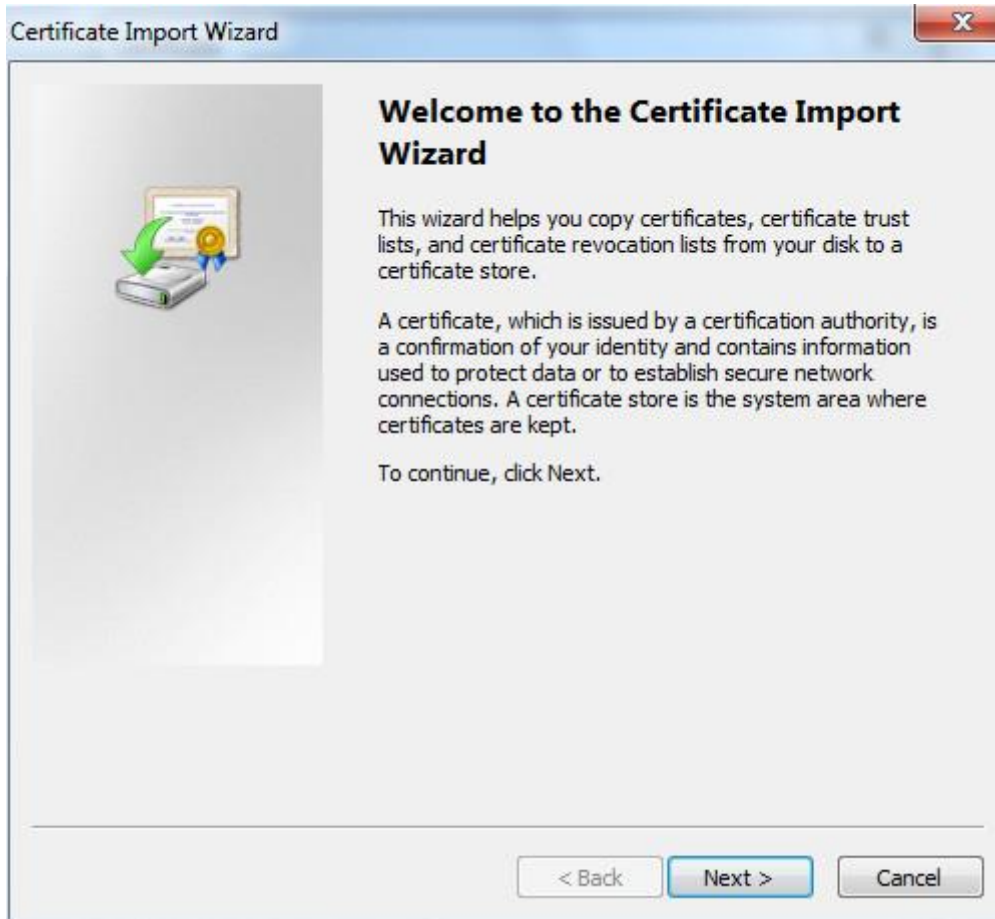 Certificate Import Wizard
Welcome to the Certificate Import
Wizard
This wizard helps you copy certificates, certificate trust
lists, and certificate revocation lists from your disk to a
certificate store.
A certificate, which is issued by a certification authority, is
a confirmation of your identity and contains information
used to protect data or to establish secure network
connections. A certificate store is the system area where
certificates are kept.
To continue, click Next.
< Back
Next >
Cancel